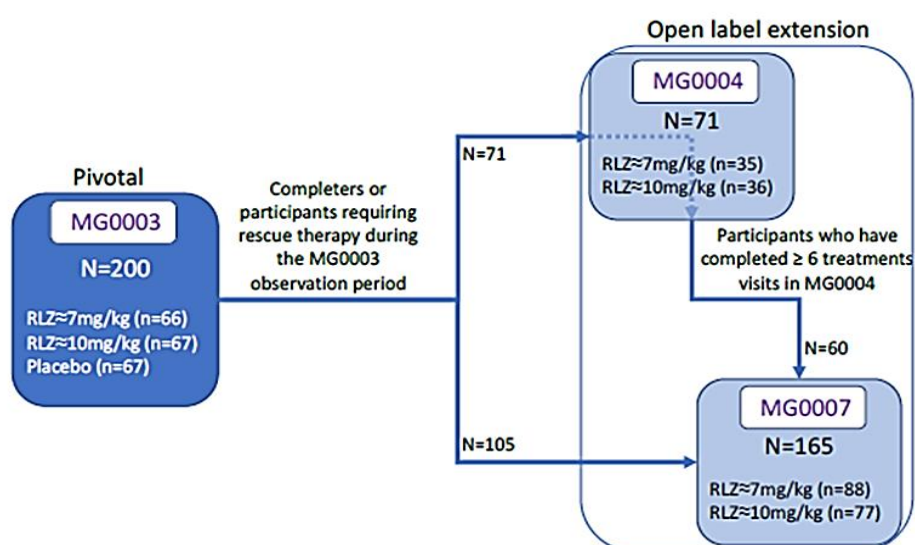 Open label extension
Pivotal
MG0003
N=200
RLZ≈7mg/kg (n=66)
RLZ≈10mg/kg (n=67)
Placebo (n=67)
Completers or
participants requiring
rescue therapy during
the MG0003
observation period
N=71
N=105
MG0004
N=71
RLZ≈7mg/kg (n=35)
RLZ≈10mg/kg (n=36)
Participants who have
completed ≥ 6 treatments
visits in MG0004
N=60
MG0007
N=165
RLZ≈7mg/kg (n=88)
RLZ≈10mg/kg (n=77)